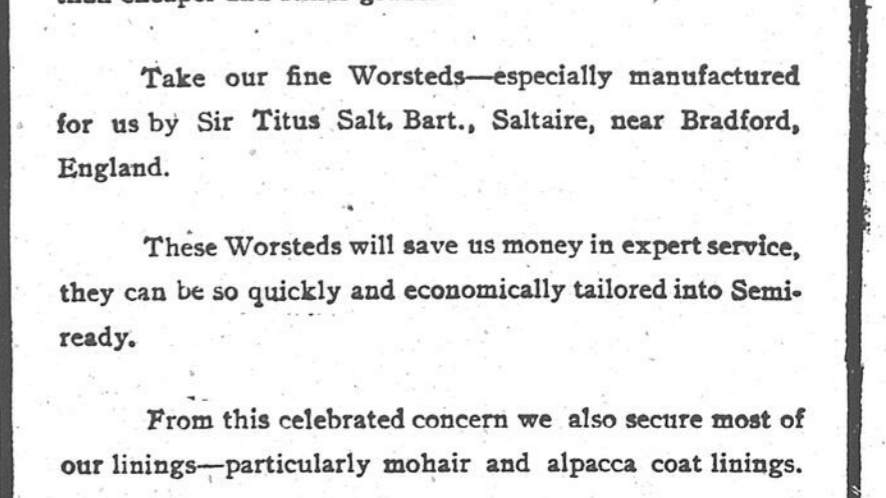 Take our fine Worsteds—especially manufactured
for us by Sir Titus Salt, Bart., Saltaire, near Bradford,
England.
These Worsteds will save us money in expert service,
they can be so quickly and economically tailored into Semi-
ready.
From this celebrated concern we also secure most of
our linings—particularly mohair and alpacca coat linings.